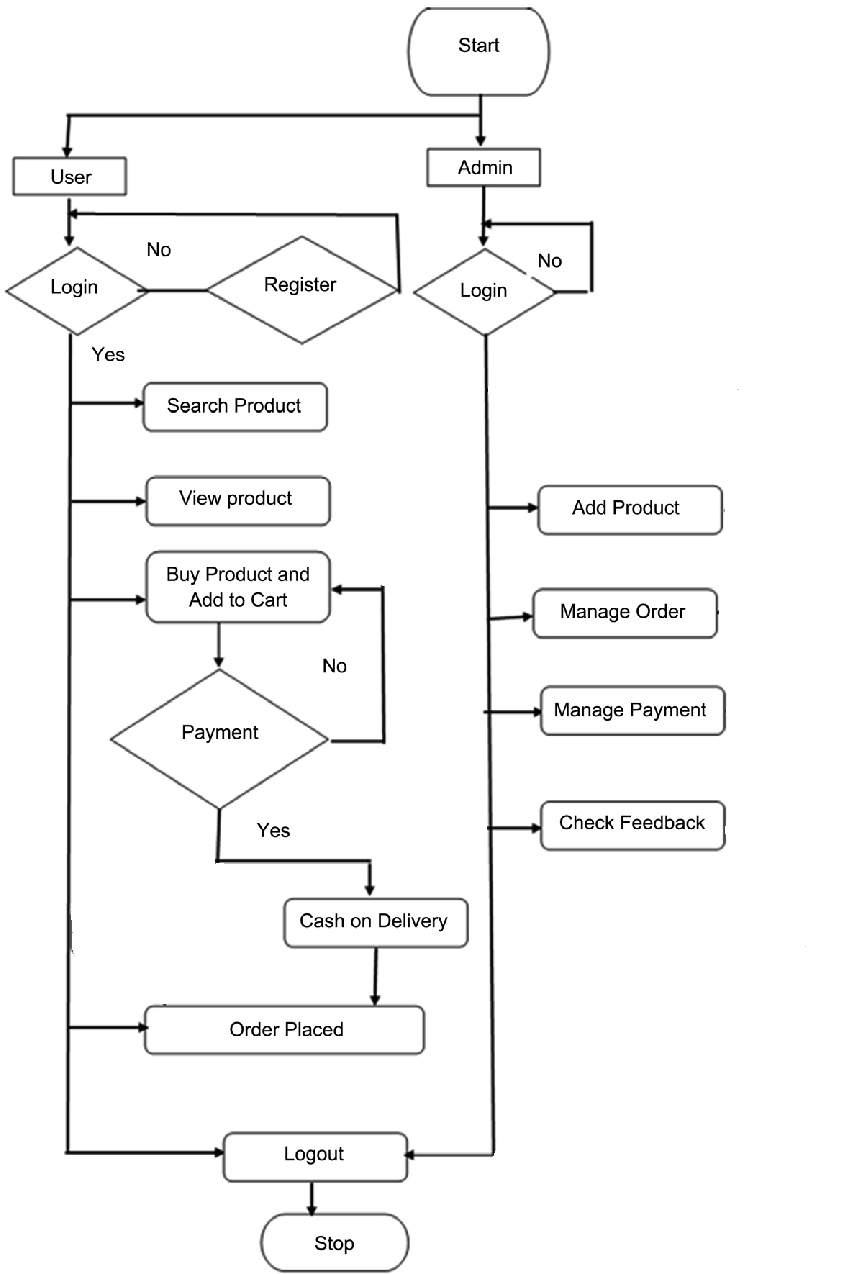 Start
User
Admin
No
Login
Register
No
Login
Yes
Search Product
View product
Add Product
Buy Product and
Add to Cart
Manage Order
No
Payment
Manage Payment
Yes
Check Feedback
Cash on Delivery
Order Placed
Logout
Stop